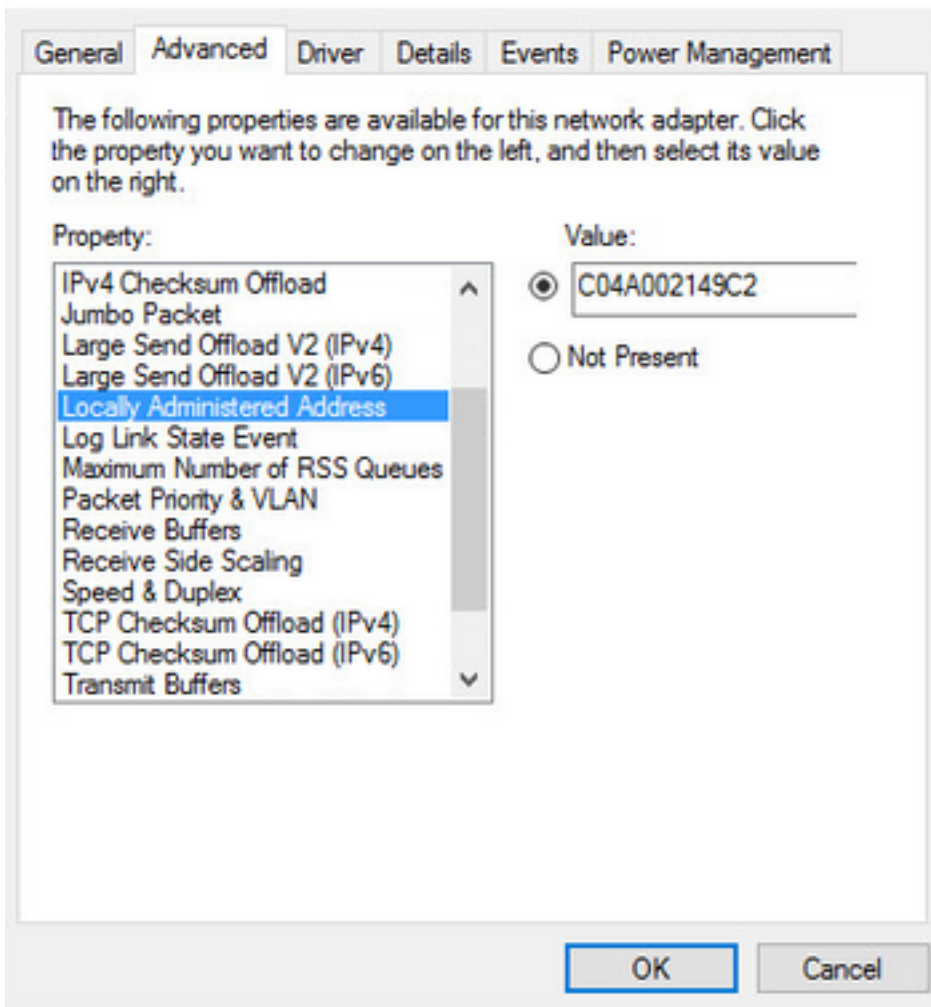 General Advanced Driver Details Events Power Management
The following properties are available for this network adapter. Click
the property you want to change on the left, and then select its value
on the right.
Property:
Value:
IPv4 Checksum Offload
Jumbo Packet
Large Send Offload V2 (IPv4)
Large Send Offload V2 (IPv6)
Locally Administered Address
Log Link State Event
Maximum Number of RSS Queues
Packet Priority & VLAN
Receive Buffers
Receive Side Scaling
Speed & Duplex
TCP Checksum Offload (IPv4)
TCP Checksum Offload (IPv6)
Transmit Buffers
C04A002149C2
Not Present
OK Cancel